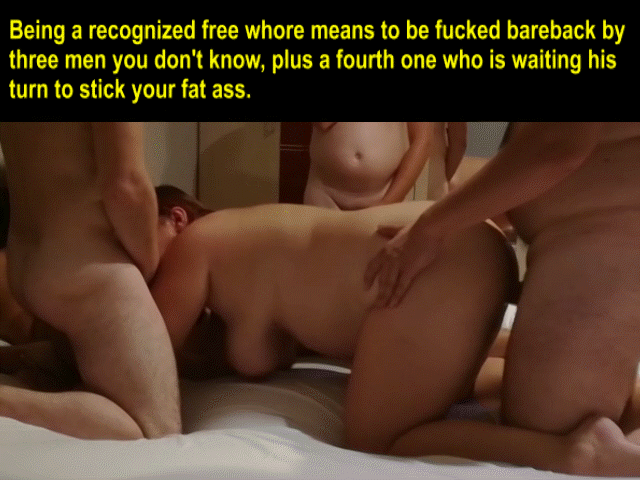 Being a recognized free whore means to be fucked bareback by
three men you don't know, plus a fourth one who is waiting his
turn to stick your fat ass.